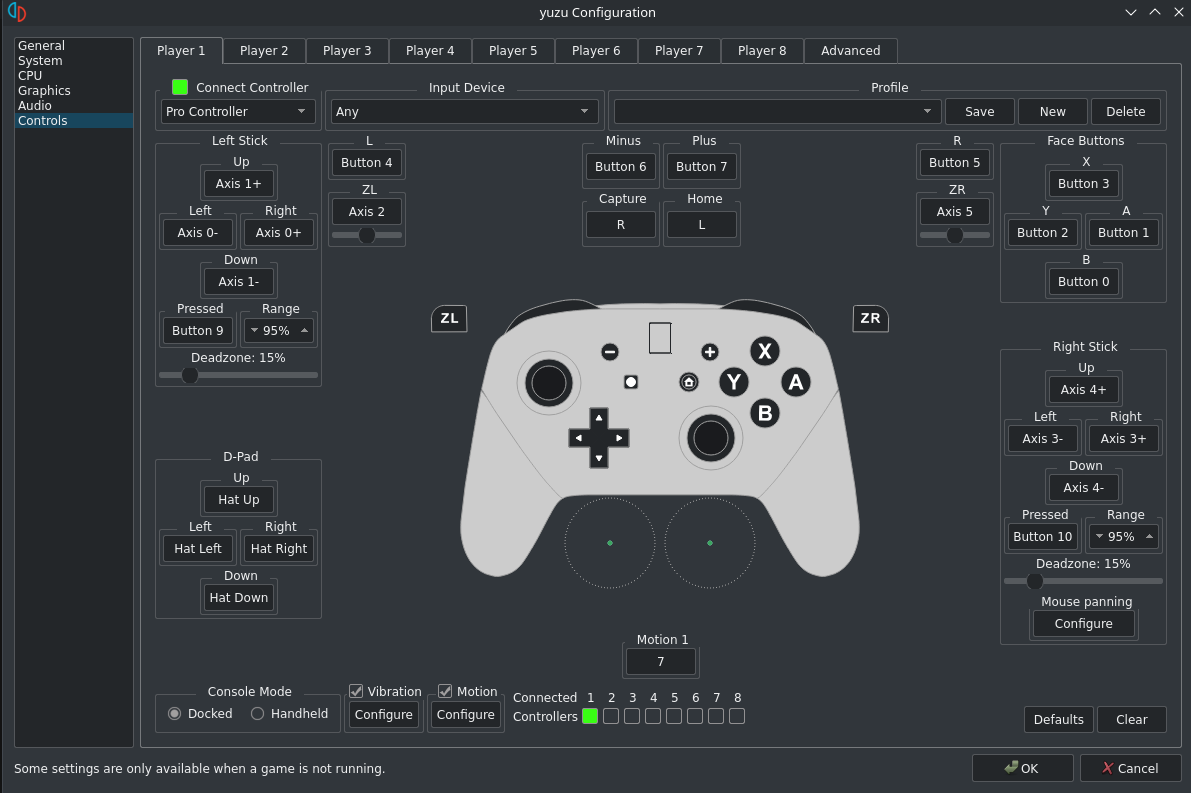 yuzu Configuration
General
System
CPU
Graphics
Audio
Controls
Player 1 Player 2 Player 3 Player 4 Player 5 Player 6 Player 7 Player 8 Advanced
Connect Controller Input Device Profile
Pro Controller Any Save New Delete
Left Stick
Up
Axis 1+
Left Right
Axis 0- Axis 0+
Down
Axis 1-
Pressed Range
Button 9 95%
Deadzone: 15%
D-Pad
Up
Hat Up
Left Right
Hat Left Hat Right
Down
Hat Down
L
Button 4
ZL
Axis 2
Minus Plus
Button 6 Button 7
Capture Home
R L
R
Button 5
ZR
Axis 5
Face Buttons
X
Button 3
Y A
Button 2 Button 1
B
Button 0
ZL ZR
X
Y A
B
Right Stick
Up
Axis 4+
Left Right
Axis 3- Axis 3+
Down
Axis 4-
Pressed Range
Button 10 95%
Deadzone: 15%
Mouse panning
Configure
Motion 1
7
Console Mode
Docked Handheld
Vibration
Configure
Motion
Configure
Connected 1 2 3 4 5 6 7 8
Controllers
Defaults Clear
Some settings are only available when a game is not running.
OK Cancel